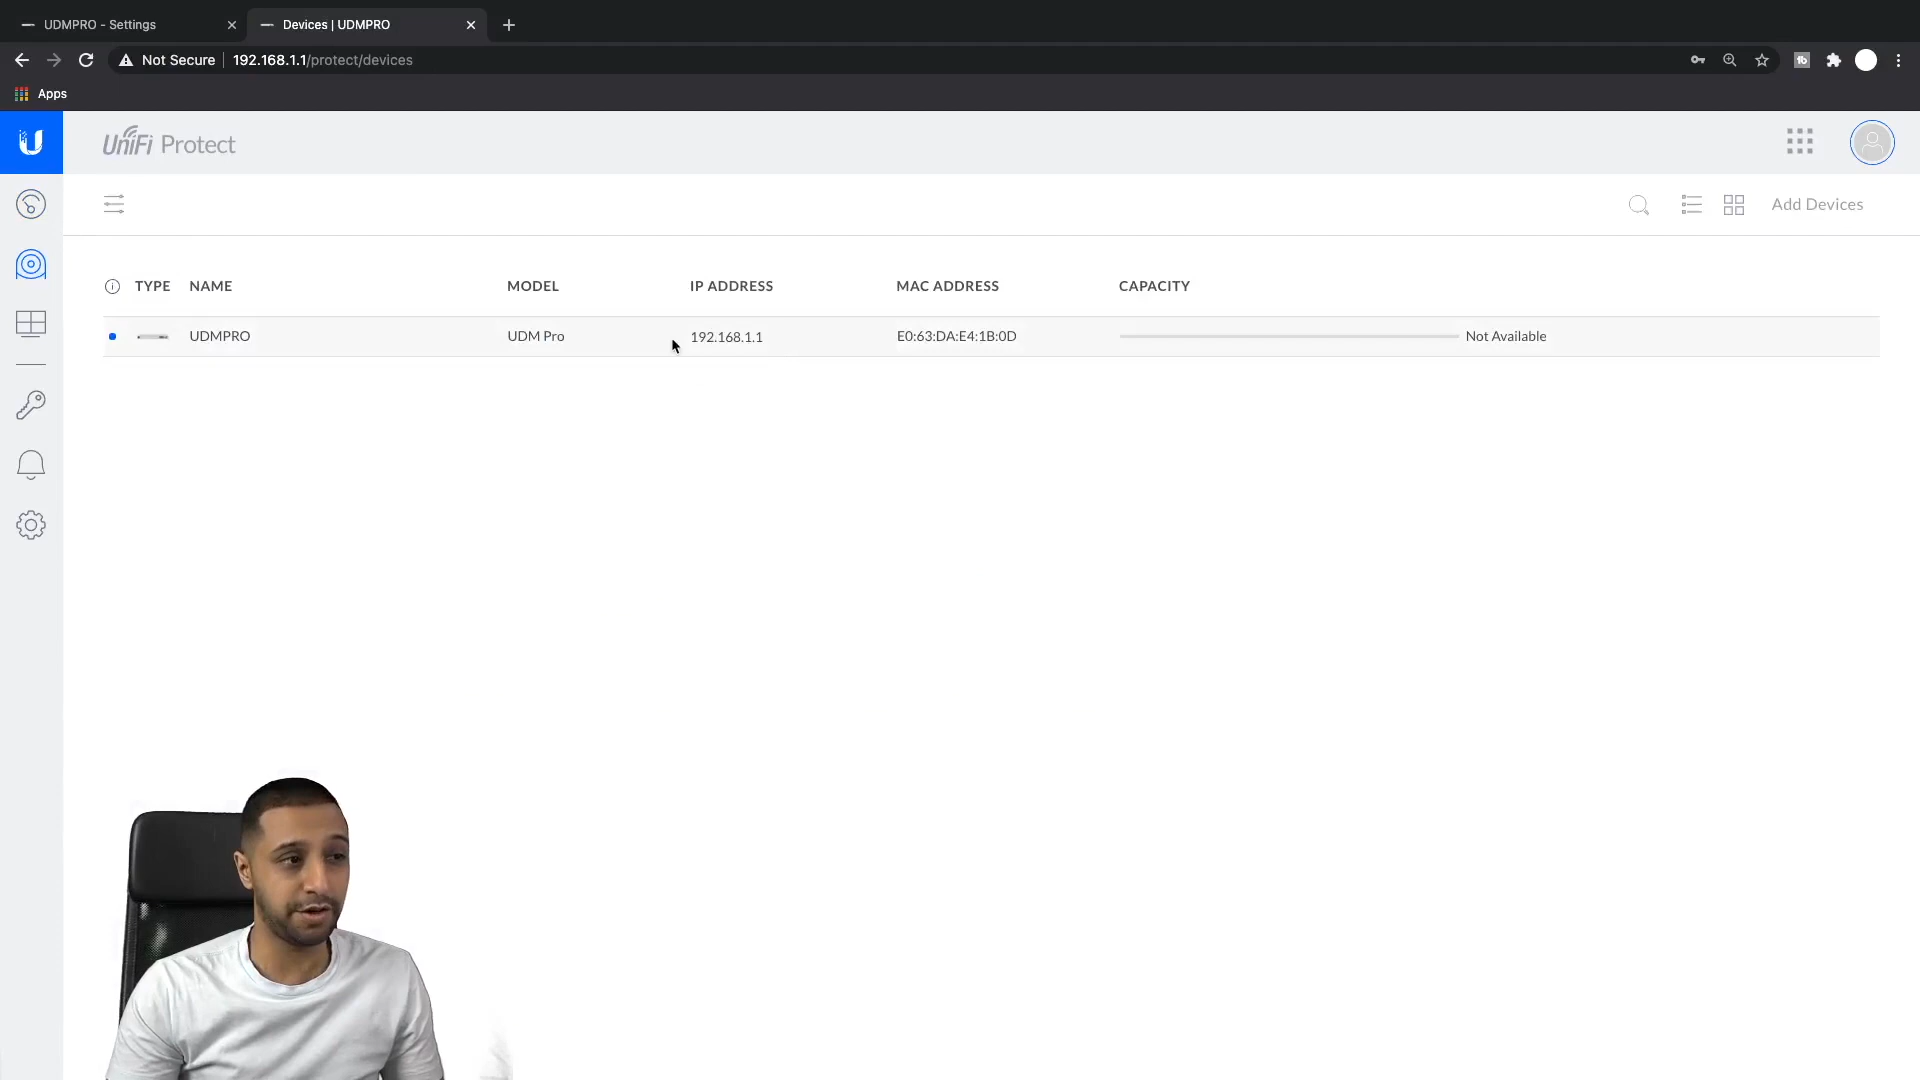 UDMPRO - Settings
Devices | UDMPRO
Not Secure
192.168.1.1/protect/devices
Apps
UniFi Protect
Add Devices
TYPE NAME MODEL IP ADDRESS MAC ADDRESS CAPACITY
UDMPRO UDM Pro 192.168.1.1 E0:63:DA:E4:1B:0D Not Available